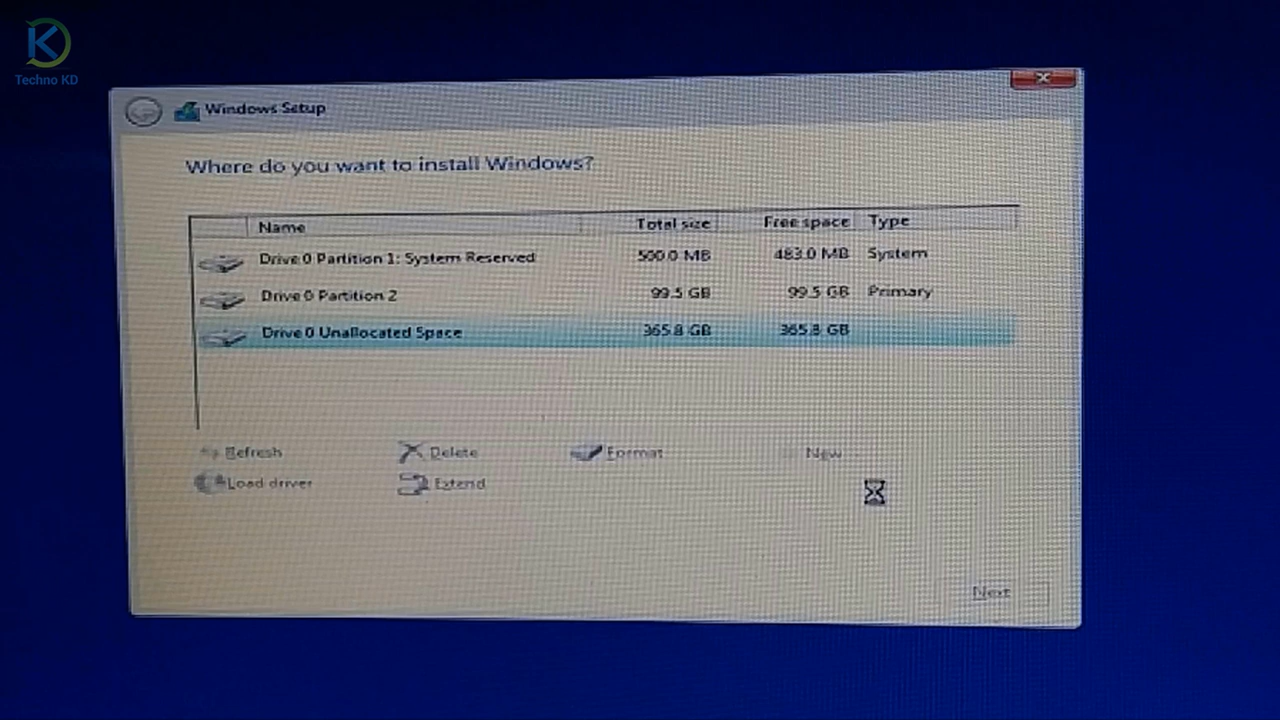 Techno KD
Windows Setup
Where do you want to install Windows?
Name Total size Free space Type
Drive 0 Partition 1: System Reserved 500.0 MB 483.0 MB System
Drive 0 Partition 2 99.5 GB 99.5 GB Primary
Drive 0 Unallocated Space 365.8 GB 365.8 GB
Refresh Delete Format New
Load driver Extend
Next